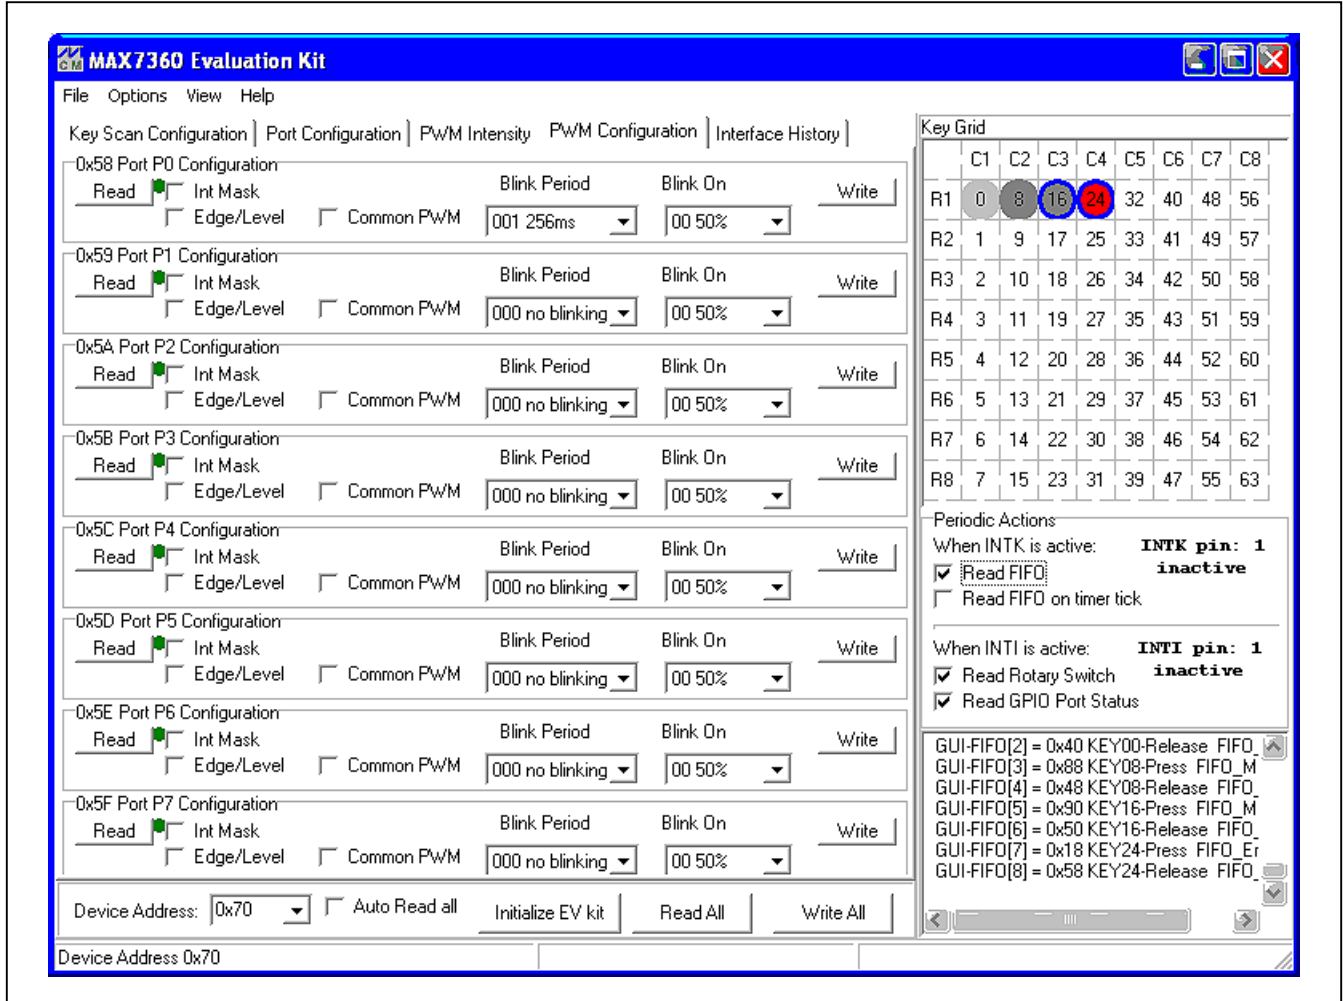 MAX7360 Evaluation Kit
File Options View Help
Key Scan Configuration Port Configuration PWM Intensity PWM Configuration Interface History
0x58 Port P0 Configuration
Read Int Mask Blink Period Blink On Write
Edge/Level Common PWM 001 256ms 00 50%
0x59 Port P1 Configuration
Read Int Mask Blink Period Blink On Write
Edge/Level Common PWM 000 no blinking 00 50%
0x5A Port P2 Configuration
Read Int Mask Blink Period Blink On Write
Edge/Level Common PWM 000 no blinking 00 50%
0x5B Port P3 Configuration
Read Int Mask Blink Period Blink On Write
Edge/Level Common PWM 000 no blinking 00 50%
0x5C Port P4 Configuration
Read Int Mask Blink Period Blink On Write
Edge/Level Common PWM 000 no blinking 00 50%
0x5D Port P5 Configuration
Read Int Mask Blink Period Blink On Write
Edge/Level Common PWM 000 no blinking 00 50%
0x5E Port P6 Configuration
Read Int Mask Blink Period Blink On Write
Edge/Level Common PWM 000 no blinking 00 50%
0x5F Port P7 Configuration
Read Int Mask Blink Period Blink On Write
Edge/Level Common PWM 000 no blinking 00 50%
Device Address: 0x70 Auto Read all Initialize EV kit Read All Write All
Key Grid
C1 C2 C3 C4 C5 C6 C7 C8
R1 0 8 16 24 32 40 48 56
R2 1 9 17 25 33 41 49 57
R3 2 10 18 26 34 42 50 58
R4 3 11 19 27 35 43 51 59
R5 4 12 20 28 36 44 52 60
R6 5 13 21 29 37 45 53 61
R7 6 14 22 30 38 46 54 62
R8 7 15 23 31 39 47 55 63
Periodic Actions
When INTK is active: INTK pin: 1
Read FIFO inactive
Read FIFO on timer tick
When INTI is active: INTI pin: 1
Read Rotary Switch inactive
Read GPIO Port Status
GUI-FIFO[2] = 0x40 KEY00-Release FIFO_
GUI-FIFO[3] = 0x88 KEY08-Press FIFO_M
GUI-FIFO[4] = 0x48 KEY08-Release FIFO_
GUI-FIFO[5] = 0x90 KEY16-Press FIFO_M
GUI-FIFO[6] = 0x50 KEY16-Release FIFO_
GUI-FIFO[7] = 0x18 KEY24-Press FIFO_Er
GUI-FIFO[8] = 0x58 KEY24-Release FIFO_
Device Address 0x70